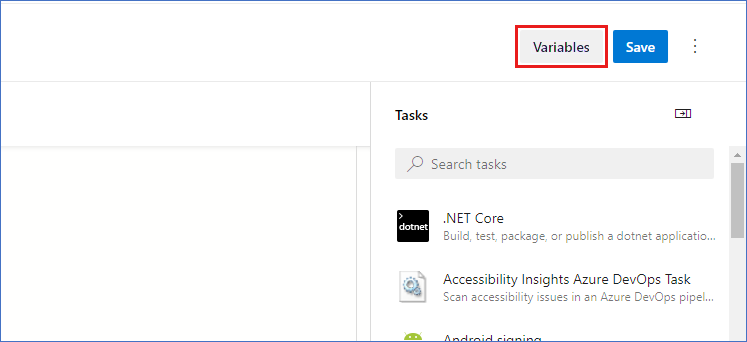 Variables
Save
Tasks
Search tasks
dotnet
.NET Core
Build, test, package, or publish a dotnet applicatio...
Accessibility Insights Azure DevOps Task
Scan accessibility issues in an Azure DevOps pipel...
Android signing